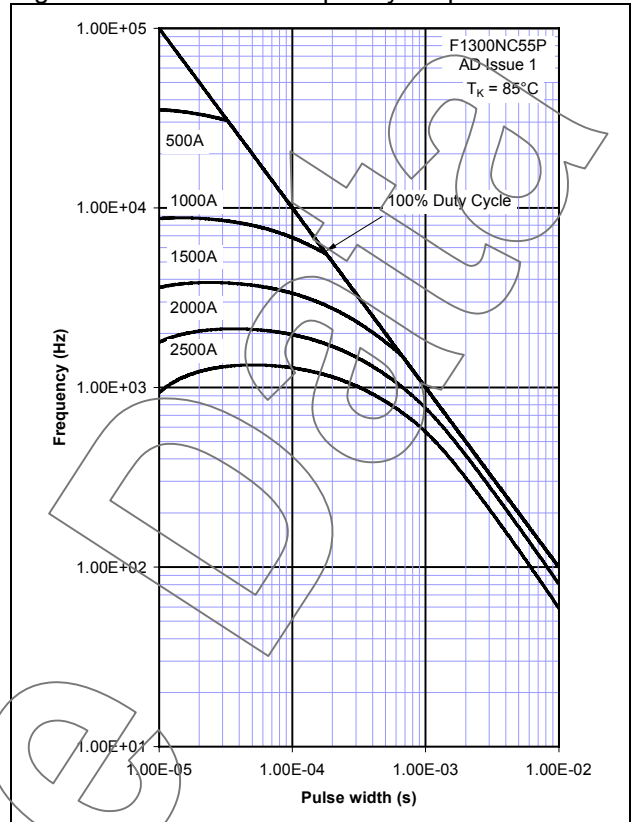 F1300NC55P
AD Issue 1
T_K = 85°C
1.00E+05
500A
1000A
1.00E+04
100% Duty Cycle
1500A
2000A
2500A
1.00E+03
Frequency (Hz)
1.00E+02
1.00E+01
1.00E-05 1.00E-04 1.00E-03 1.00E-02
Pulse width (s)